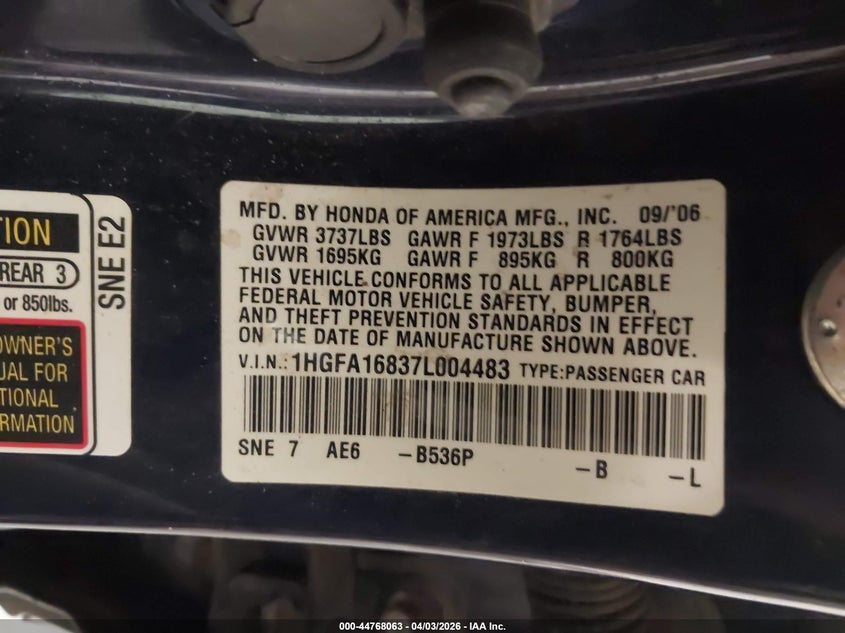 TION
REAR 3
or 850lbs.
OWNER'S
UAL FOR
TIONAL
RMATION
SNE E2
MFD. BY HONDA OF AMERICA MFG., INC. 09/'06
GVWR 3737LBS GAWR F 1973LBS R 1764LBS
GVWR 1695KG GAWR F 895KG R 800KG
THIS VEHICLE CONFORMS TO ALL APPLICABLE
FEDERAL MOTOR VEHICLE SAFETY, BUMPER,
AND THEFT PREVENTION STANDARDS IN EFFECT
ON THE DATE OF MANUFACTURE SHOWN ABOVE.
V.I.N.: 1HGFA16837L004483 TYPE:PASSENGER CAR
SNE 7 AE6 -B536P -B -L
000-44768063 04/03/2026 - IAA Inc.